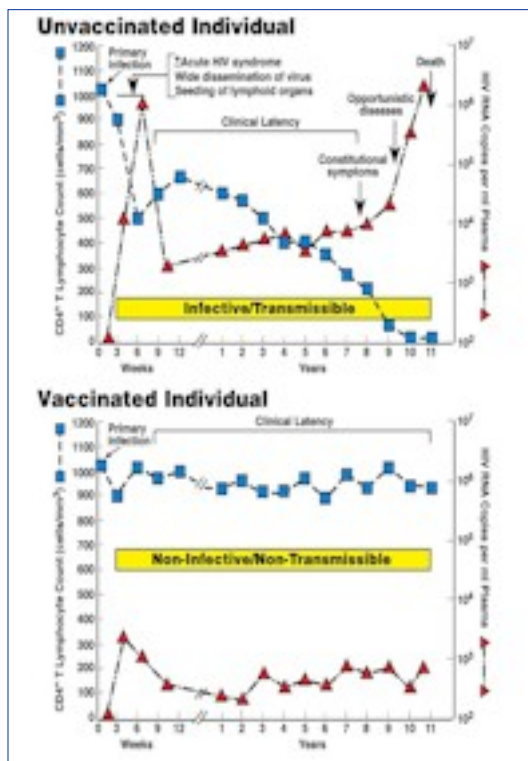 Unvaccinated Individual
Primary
infection
↑Acute HIV syndrome
Wide dissemination of virus
Seeding of lymphoid organs
Death
Opportunistic
diseases
Clinical Latency
Constitutional
symptoms
CD4⁺ T Lymphocyte Count (cells/mm³)
1200
1100
1000
900
800
700
600
500
400
300
200
100
0
10⁷
10⁶
10⁵
10⁴
10³
10²
HIV RNA Copies per ml Plasma
Infective/Transmissible
0 3 6 9 12 1 2 3 4 5 6 7 8 9 10 11
Weeks Years
Vaccinated Individual
Primary
infection
Clinical Latency
CD4⁺ T Lymphocyte Count (cells/mm³)
1200
1100
1000
900
800
700
600
500
400
300
200
100
0
10⁷
10⁶
10⁵
10⁴
10³
10²
HIV RNA Copies per ml Plasma
Non-Infective/Non-Transmissible
0 3 6 9 12 1 2 3 4 5 6 7 8 9 10 11
Weeks Years